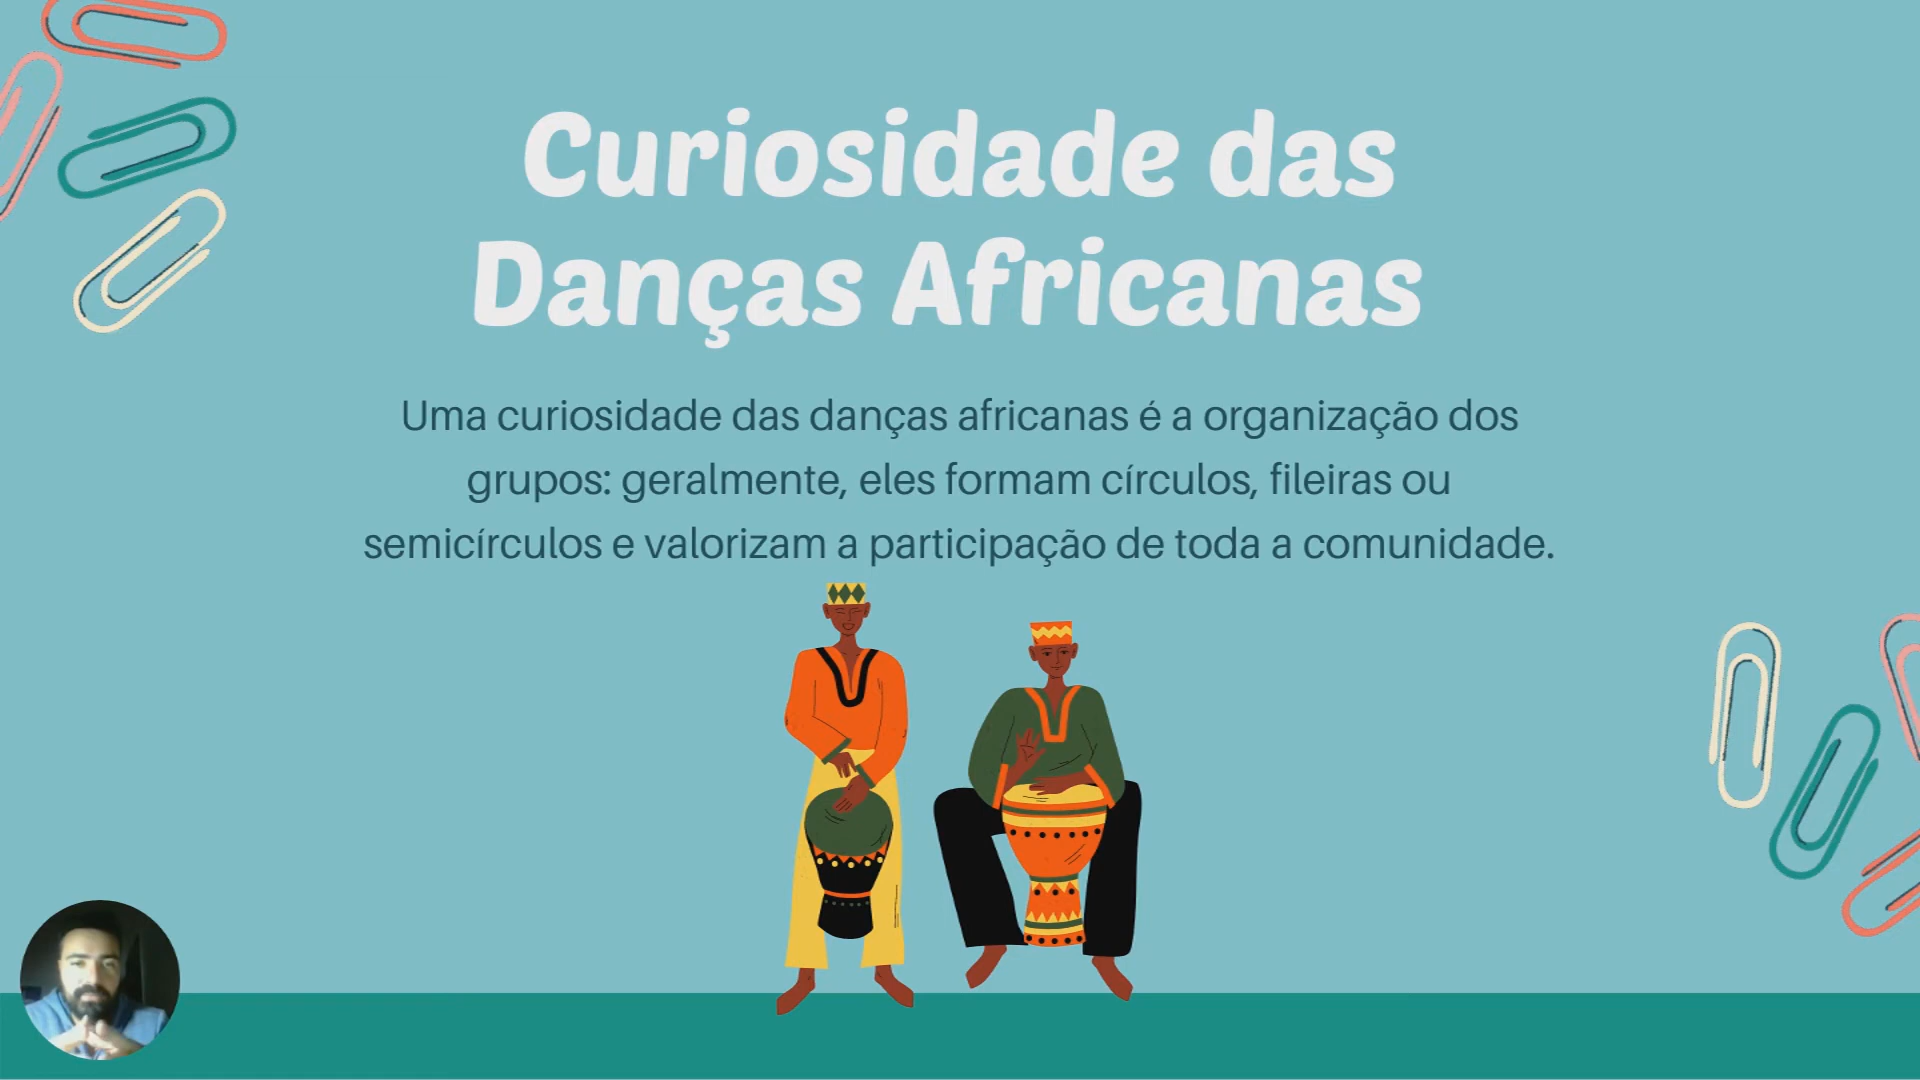 Curiosidade das
Danças Africanas
Uma curiosidade das danças africanas é a organização dos
grupos: geralmente, eles formam círculos, fileiras ou
semicírculos e valorizam a participação de toda a comunidade.